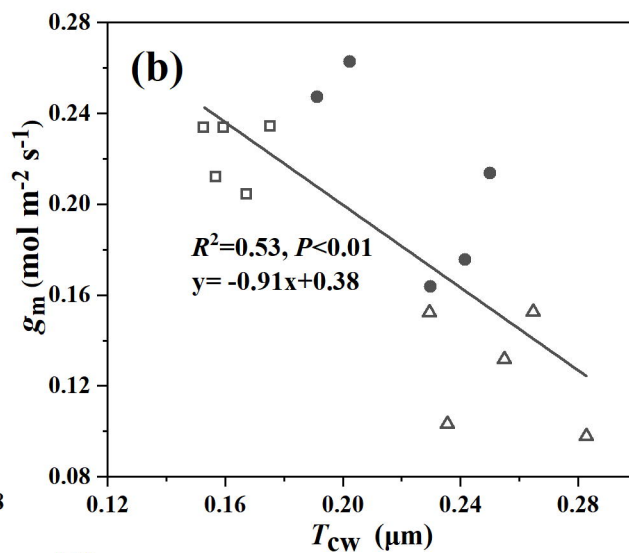 0.28
(b)
0.24
0.20
R²=0.53, P<0.01
y= -0.91x+0.38
0.16
0.12
0.08
gm (mol m⁻² s⁻¹)
0.12 0.16 0.20 0.24 0.28
Tcw (μm)